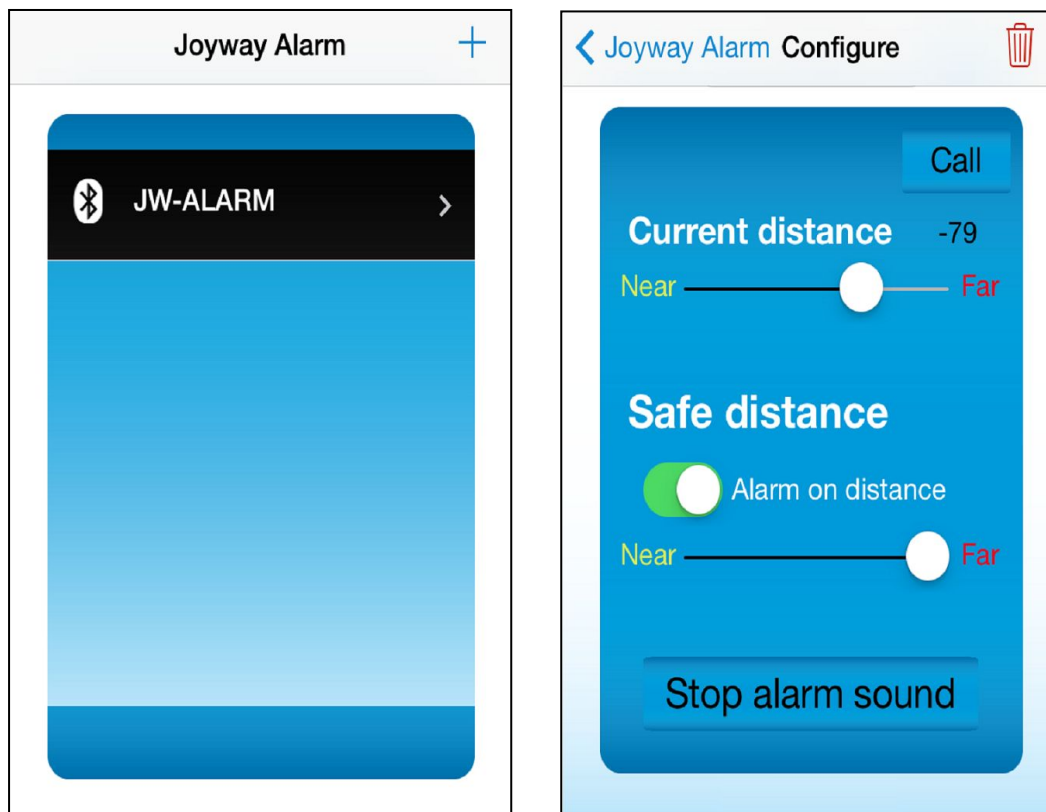 Joyway Alarm
JW-ALARM
Joyway Alarm Configure
Call
Current distance -79
Near Far
Safe distance
Alarm on distance
Near Far
Stop alarm sound